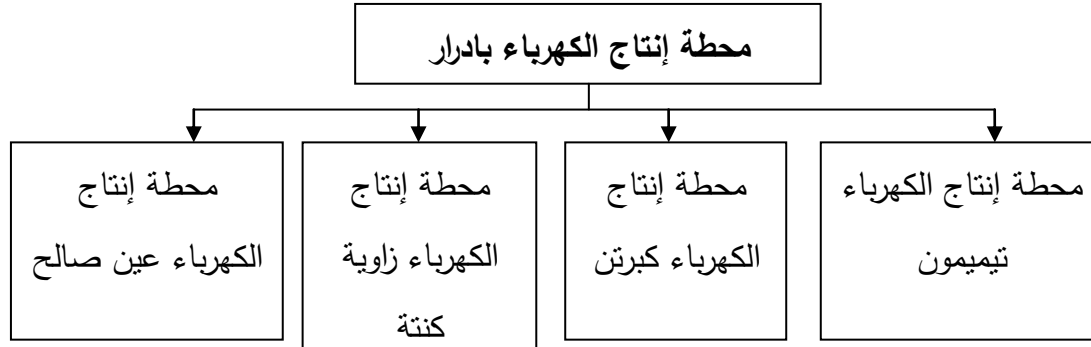 محطة إنتاج الكهرباء بادرار
محطة إنتاج الكهرباء
تيميمون
محطة إنتاج
الكهرباء كبرتن
محطة إنتاج
الكهرباء زاوية
كنتة
محطة إنتاج
الكهرباء عين صالح